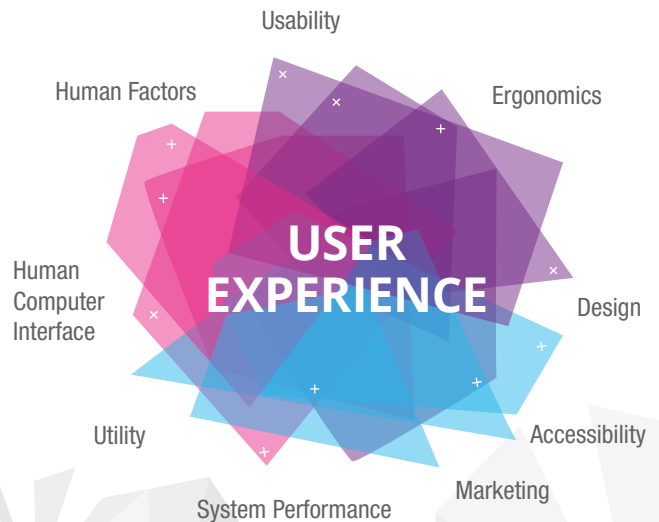 Usability
Human Factors
Ergonomics
USER
EXPERIENCE
Human
Computer
Interface
Design
Utility
Accessibility
Marketing
System Performance